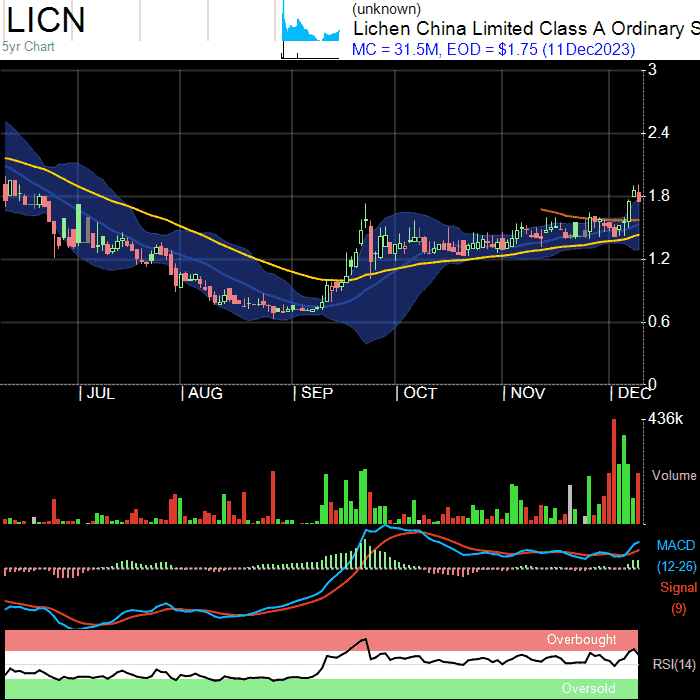 LICN
5yr Chart
(unknown)
Lichen China Limited Class A Ordinary S
MC = 31.5M, EOD = $1.75 (11Dec2023)
3
2.4
1.8
1.2
0.6
0
JUL AUG SEP OCT NOV DEC
436k
Volume
MACD
(12-26)
Signal
(9)
Overbought
RSI(14)
Oversold